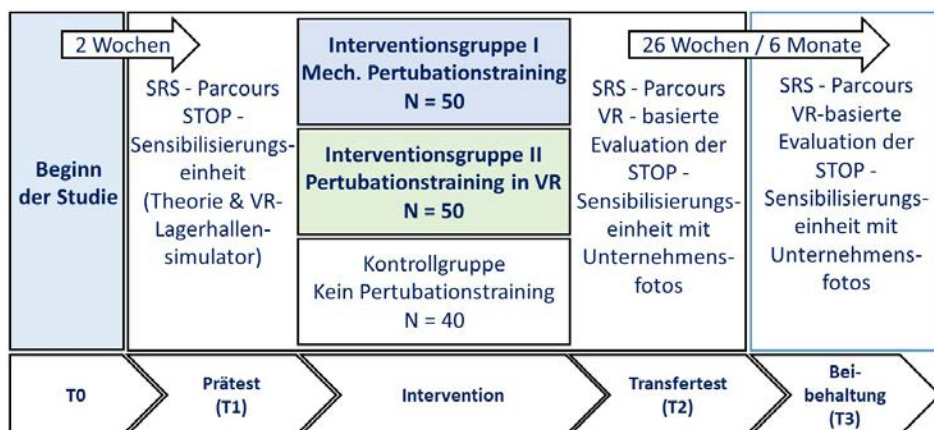 2 Wochen
26 Wochen / 6 Monate
Beginn
der Studie
SRS - Parcours
STOP -
Sensibilisierungs-
einheit
(Theorie & VR-
Lagerhallen-
simulator)
Interventionsgruppe I
Mech. Pertubationstraining
N = 50
Interventionsgruppe II
Pertubationstraining in VR
N = 50
Kontrollgruppe
Kein Pertubationstraining
N = 40
SRS - Parcours
VR - basierte
Evaluation der
STOP -
Sensibilisierungs-
einheit mit
Unternehmens-
fotos
SRS - Parcours
VR-basierte
Evaluation der
STOP -
Sensibilisierungs-
einheit mit
Unternehmens-
fotos
T0
Prätest
(T1)
Intervention
Transfertest
(T2)
Bei-
behaltung
(T3)